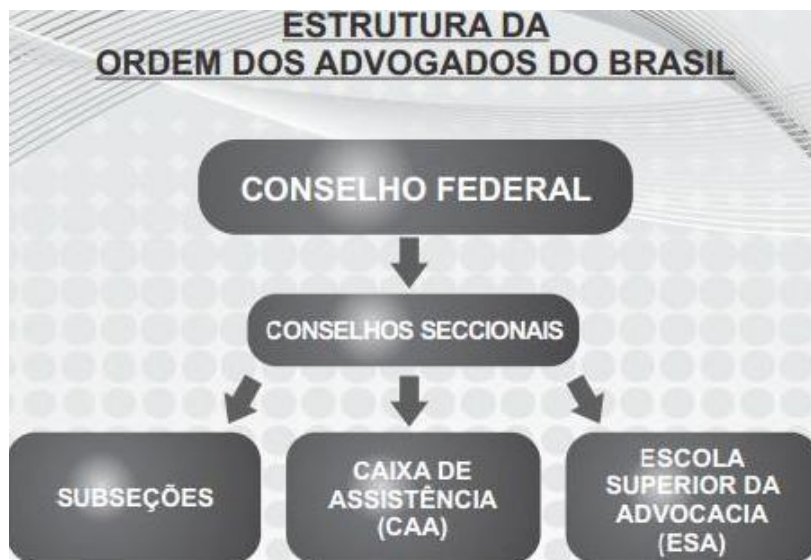 ESTRUTURA DA
ORDEM DOS ADVOGADOS DO BRASIL
CONSELHO FEDERAL
CONSELHOS SECCIONAIS
SUBSEÇÕES
CAIXA DE
ASSISTÊNCIA
(CAA)
ESCOLA
SUPERIOR DA
ADVOCACIA
(ESA)